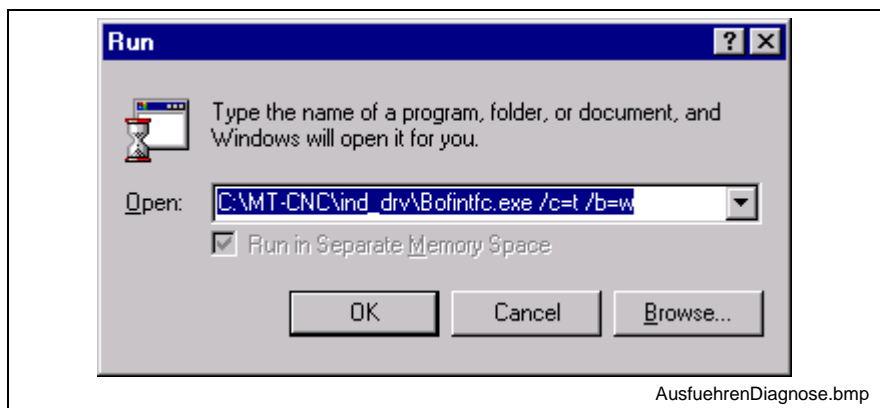 Run
Type the name of a program, folder, or document, and
Windows will open it for you.
Open:
C:\MT-CNC\ind_drv\Bofintfc.exe /c=t /b=w
Run in Separate Memory Space
OK
Cancel
Browse...
AusfuehrenDiagnose.bmp